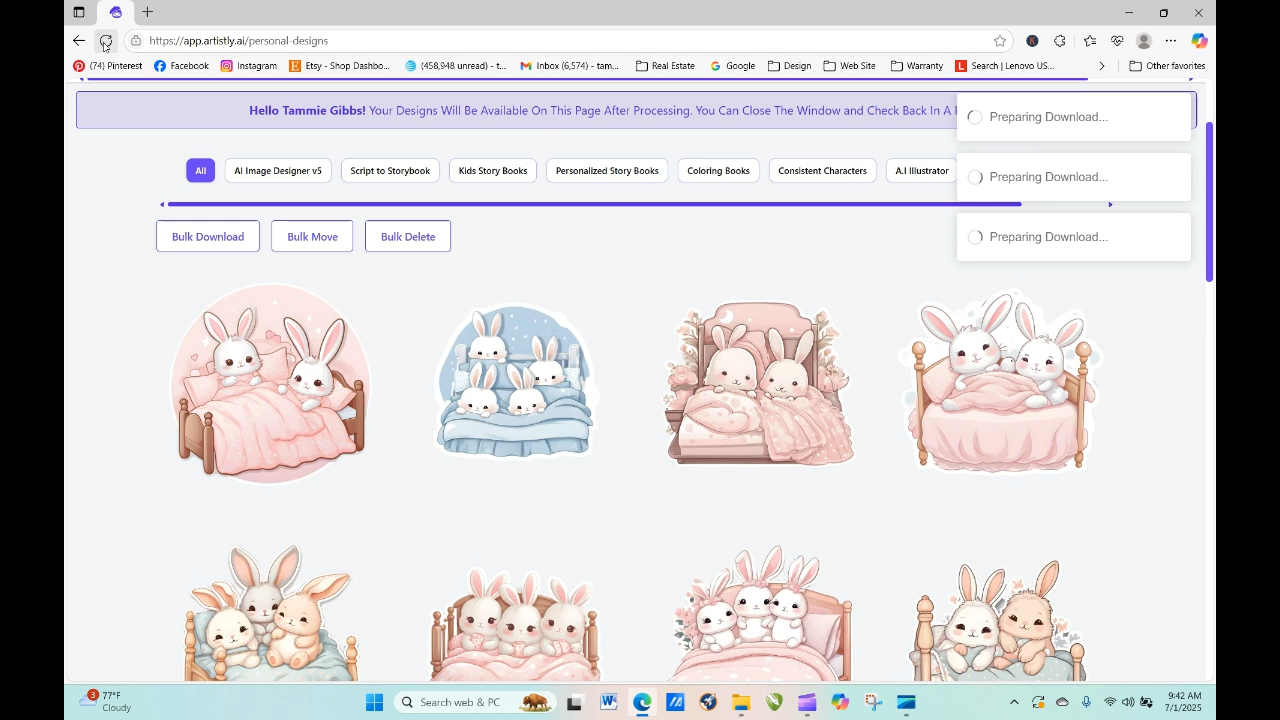 https://app.artistly.ai/personal-designs
(74) Pinterest
Facebook
Instagram
Etsy - Shop Dashbo...
(458,948 unread) - t...
Inbox (6,574) - tam...
Real Estate
Google
Design
Web Site
Warranty
Search | Lenovo US...
Other favorites
Hello Tammie Gibbs! Your Designs Will Be Available On This Page After Processing. You Can Close The Window and Check Back In A
Preparing Download...
Preparing Download...
Preparing Download...
All
AI Image Designer v5
Script to Storybook
Kids Story Books
Personalized Story Books
Coloring Books
Consistent Characters
A.I Illustrator
Bulk Download
Bulk Move
Bulk Delete
3
77°F
Cloudy
Search web & PC
9:42 AM
7/1/2025